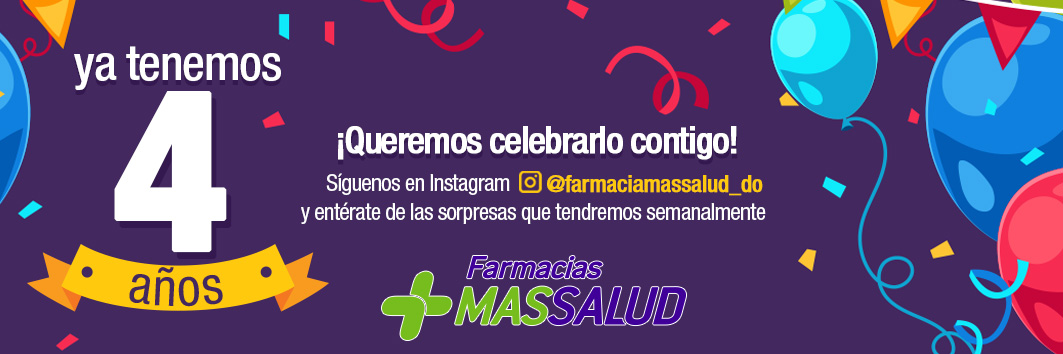 ya tenemos
4
años
¡Queremos celebrarlo contigo!
Síguenos en Instagram @farmaciamassalud_do
y entérate de las sorpresas que tendremos semanalmente
Farmacias
MASSALUD